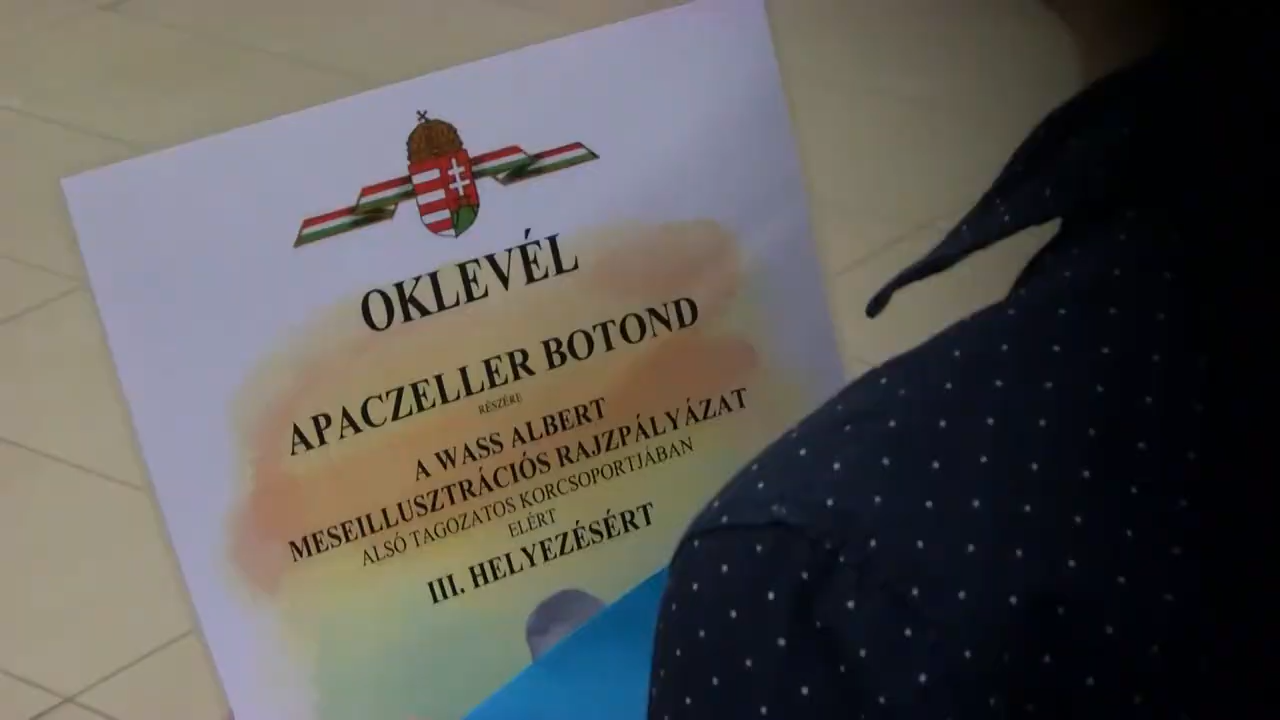 OKLEVÉL
APACZELLER BOTOND
RÉSZÉRE
A WASS ALBERT
MESEILLUSZTRÁCIÓS RAJZPÁLYÁZAT
ALSÓ TAGOZATOS KORCSOPORTJÁBAN
ELÉRT
III. HELYEZÉSÉRT